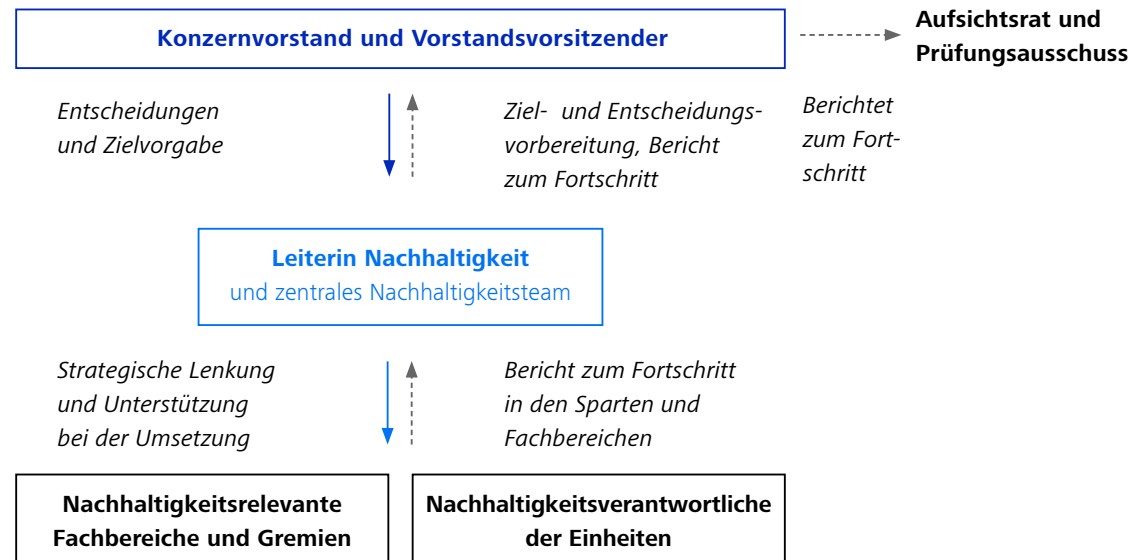 Konzernvorstand und Vorstandsvorsitzender
Aufsichtsrat und
Prüfungsausschuss
Entscheidungen
und Zielvorgabe
Ziel- und Entscheidungs-
vorbereitung, Bericht
zum Fortschritt
Berichtet
zum Fort-
schritt
Leiterin Nachhaltigkeit
und zentrales Nachhaltigkeitsteam
Strategische Lenkung
und Unterstützung
bei der Umsetzung
Bericht zum Fortschritt
in den Sparten und
Fachbereichen
Nachhaltigkeitsrelevante
Fachbereiche und Gremien
Nachhaltigkeitsverantwortliche
der Einheiten